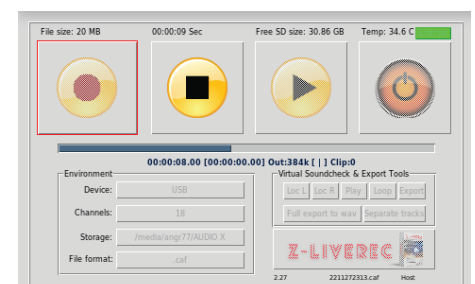 File size: 20 MB 00:00:09 Sec Free SD size: 30.86 GB Temp: 34.6 C
00:00:08.00 [00:00:00.00] Out:384k [ | ] Clip:0
Environment
Device: USB
Channels: 18
Storage: /media/angr77/AUDIO X
File format: .caf
Virtual Soundcheck & Export Tools
Loc L Loc R Play Loop Export
Full export to wav Separate tracks
Z-LIVEREC
2.27 2211272313.caf Host